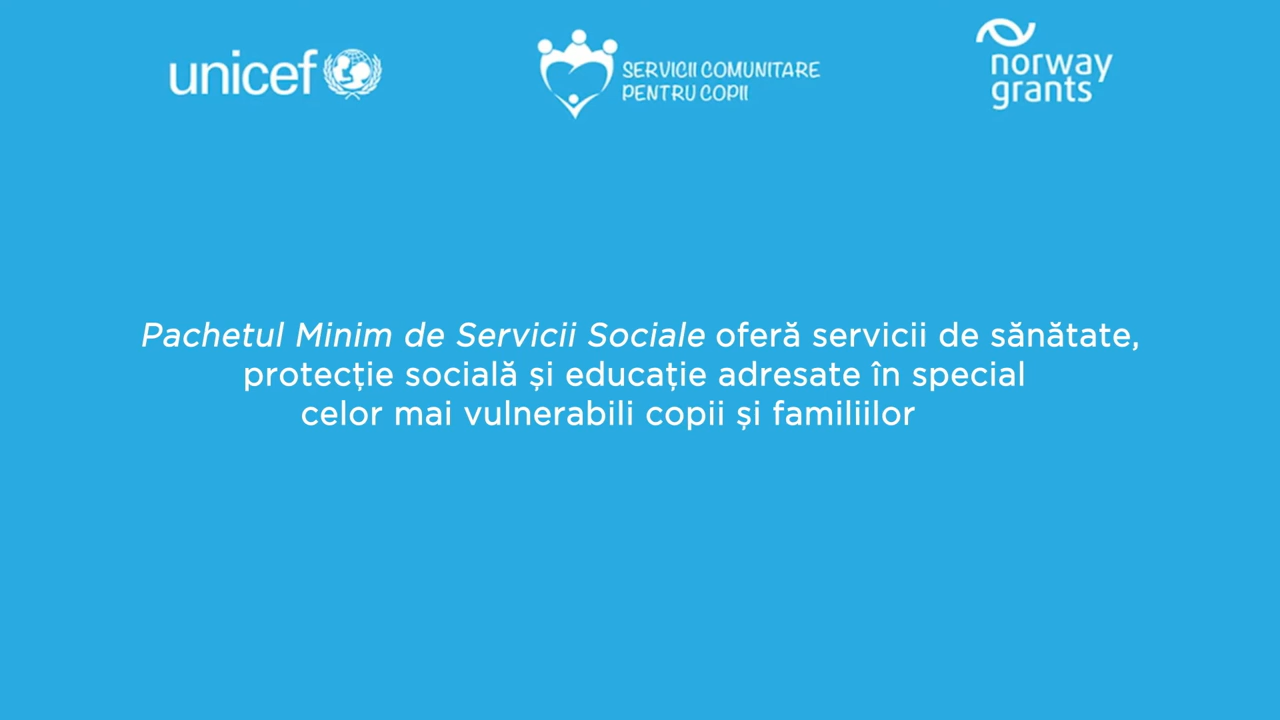 unicef
SERVICII COMUNITARE
PENTRU COPII
norway
grants
Pachetul Minim de Servicii Sociale oferă servicii de sănătate,
protecție socială și educație adresate în special
celor mai vulnerabili copii și familiilor